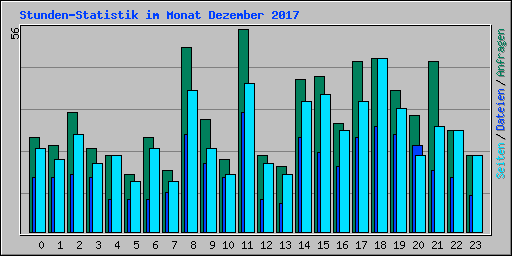 Stunden-Statistik im Monat Dezember 2017
56
Seiten / Dateien / Anfragen
0 1 2 3 4 5 6 7 8 9 10 11 12 13 14 15 16 17 18 19 20 21 22 23